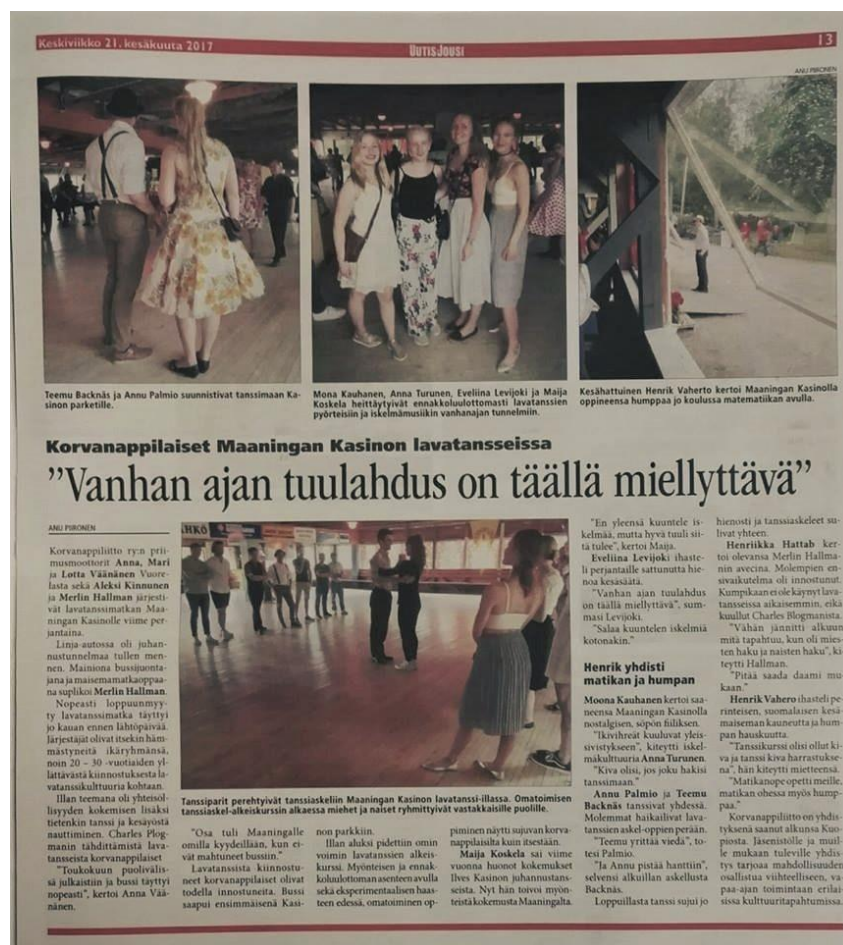 Keskiviikko 21. kesäkuuta 2017
UUTISJOUSI
13
ANU PIIRONEN
Teemu Backnäs ja Annu Palmio suunnistivat tanssimaan Ka-
sinon parketille.
Mona Kauhanen, Anna Turunen, Eveliina Levijoki ja Maija
Koskela heittäytyivät ennakkoluulottomasti lavatanssien
pyörteisiin ja iskelmämusiikin vanhanajan tunnelmiin.
Kesähattuinen Henrik Vaherto kertoi Maaningan Kasinolla
oppineensa humppaa jo koulussa matematiikan avulla.
Korvanappilaiset Maaningan Kasinon lavatansseissa
”Vanhan ajan tuulahdus on täällä miellyttävä”
ANU PIIRONEN
Korvanappiliitto ry:n prii-
musmoottorit Anna, Mari
ja Lotta Väänänen Vuore-
lasta sekä Aleksi Kinnunen
ja Merlin Hallman järjesti-
vät lavatanssimatkan Maa-
ningan Kasinolle viime per-
jantaina.
Linja-autossa oli juhan-
nustunnelmaa tullen men-
nen. Mainiona bussijuonta-
jana ja maisemamatkaoppaa-
na suplikoi Merlin Hallman.
Nopeasti loppuunmyy-
ty lavatanssimatka täyttyi
jo kauan ennen lähtöpäivää.
Järjestäjät olivat itsekin häm-
mästyneitä ikäryhmänsä,
noin 20 – 30 -vuotiaiden yl-
lättävästä kiinnostuksesta la-
vatanssikulttuuria kohtaan.
Illan teemana oli yhteisöl-
lisyyden kokemisen lisäksi
tietenkin tanssi ja kesäyöstä
nauttiminen. Charles Plog-
manin tähdittämistä lava-
tansseista korvanappilaiset
"Toukokuun puolivälis-
sä julkaistiin ja bussi täyttyi
nopeasti", kertoi Anna Vää-
nänen.
HKÖ
Tanssiparit perehtyivät tanssiaskeliin Maaningan Kasinon lavatanssi-illassa. Omatoimisen
tanssiaskel-alkeiskurssin alkaessa miehet ja naiset ryhmittyivät vastakkaisille puolille.
"Osa tuli Maaningalle
omilla kyydeillään, kun ei-
vät mahtuneet bussiin."
Lavatanssista kiinnostu-
neet korvanappilaiset olivat
todella innostuneita. Bussi
saapui ensimmäisenä Kasi-
non parkkiin.
Illan aluksi pidettiin omin
voimin lavatanssien alkeis-
kurssi. Myönteisen ja ennak-
koluulottoman asenteen avulla
sekä eksperimentaalisen haas-
teen edessä, omatoiminen op-
piminen näytti sujuvan korva-
nappilaisilta kuin itsestään.
Maija Koskela sai viime
vuonna huonot kokemukset
Ilves Kasinon juhannustans-
seista. Nyt hän toivoi myön-
teistä kokemusta Maaningalta.
"En yleensä kuuntele is-
kelmää, mutta hyvä tuuli sii-
tä tulee", kertoi Maija.
Eveliina Levijoki ihaste-
li perjantaille sattunutta hie-
noa kesäsäätä.
"Vanhan ajan tuulahdus
on täällä miellyttävä", sum-
masi Levijoki.
"Salaa kuuntelen iskelmiä
kotonakin."
Henrik yhdisti
matikan ja humpan
Moona Kauhanen kertoi saa-
neensa Maaningan Kasinolla
nostalgisen, söpön fiiliksen.
"Ikivihreät kuuluvat yleis-
sivistykseen", kiteytti iskel-
mäkulttuuria Anna Turunen.
"Kiva olisi, jos joku hakisi
tanssimaan."
Annu Palmio ja Teemu
Backnäs tanssivat yhdessä.
Molemmat haikailivat lava-
tanssien askel-oppien perään.
"Teemu yrittää viedä", to-
tesi Palmio.
"Ja Annu pistää hanttiin",
selvensi alkuillan askellusta
Backnäs.
Loppuillasta tanssi sujui jo
hienosti ja tanssiaskeleet su-
livat yhteen.
Henriikka Hattab ker-
toi olevansa Merlin Hallma-
nin avecina. Molempien en-
sivaikutelma oli innostunut.
Kumpikaan ei ole käynyt lava-
tansseissa aikaisemmin, eikä
kuullut Charles Blogmanista.
"Vähän jännitti alkuun
mitä tapahtuu, kun oli mies-
ten haku ja naisten haku", ki-
teytti Hallman.
"Pitää saada daami mu-
kaan."
Henrik Vahero ihasteli pe-
rinteisen, suomalaisen kesä-
maiseman kauneutta ja hum-
pan hauskuutta.
"Tanssikurssi olisi ollut ki-
va ja tanssi kiva harrastukse-
na", hän kiteytti mietteensä.
"Matikanope opetti meille,
matikan ohessa myös hump-
paa."
Korvanappiliitto on yhdis-
tyksenä saanut alkunsa Kuo-
piosta. Jäsenistölle ja muil-
le mukaan tuleville yhdis-
tys tarjoaa mahdollisuuden
osallistua viihteelliseen, va-
paa-ajan toimintaan erilai-
sissa kulttuuritapahtumissa.